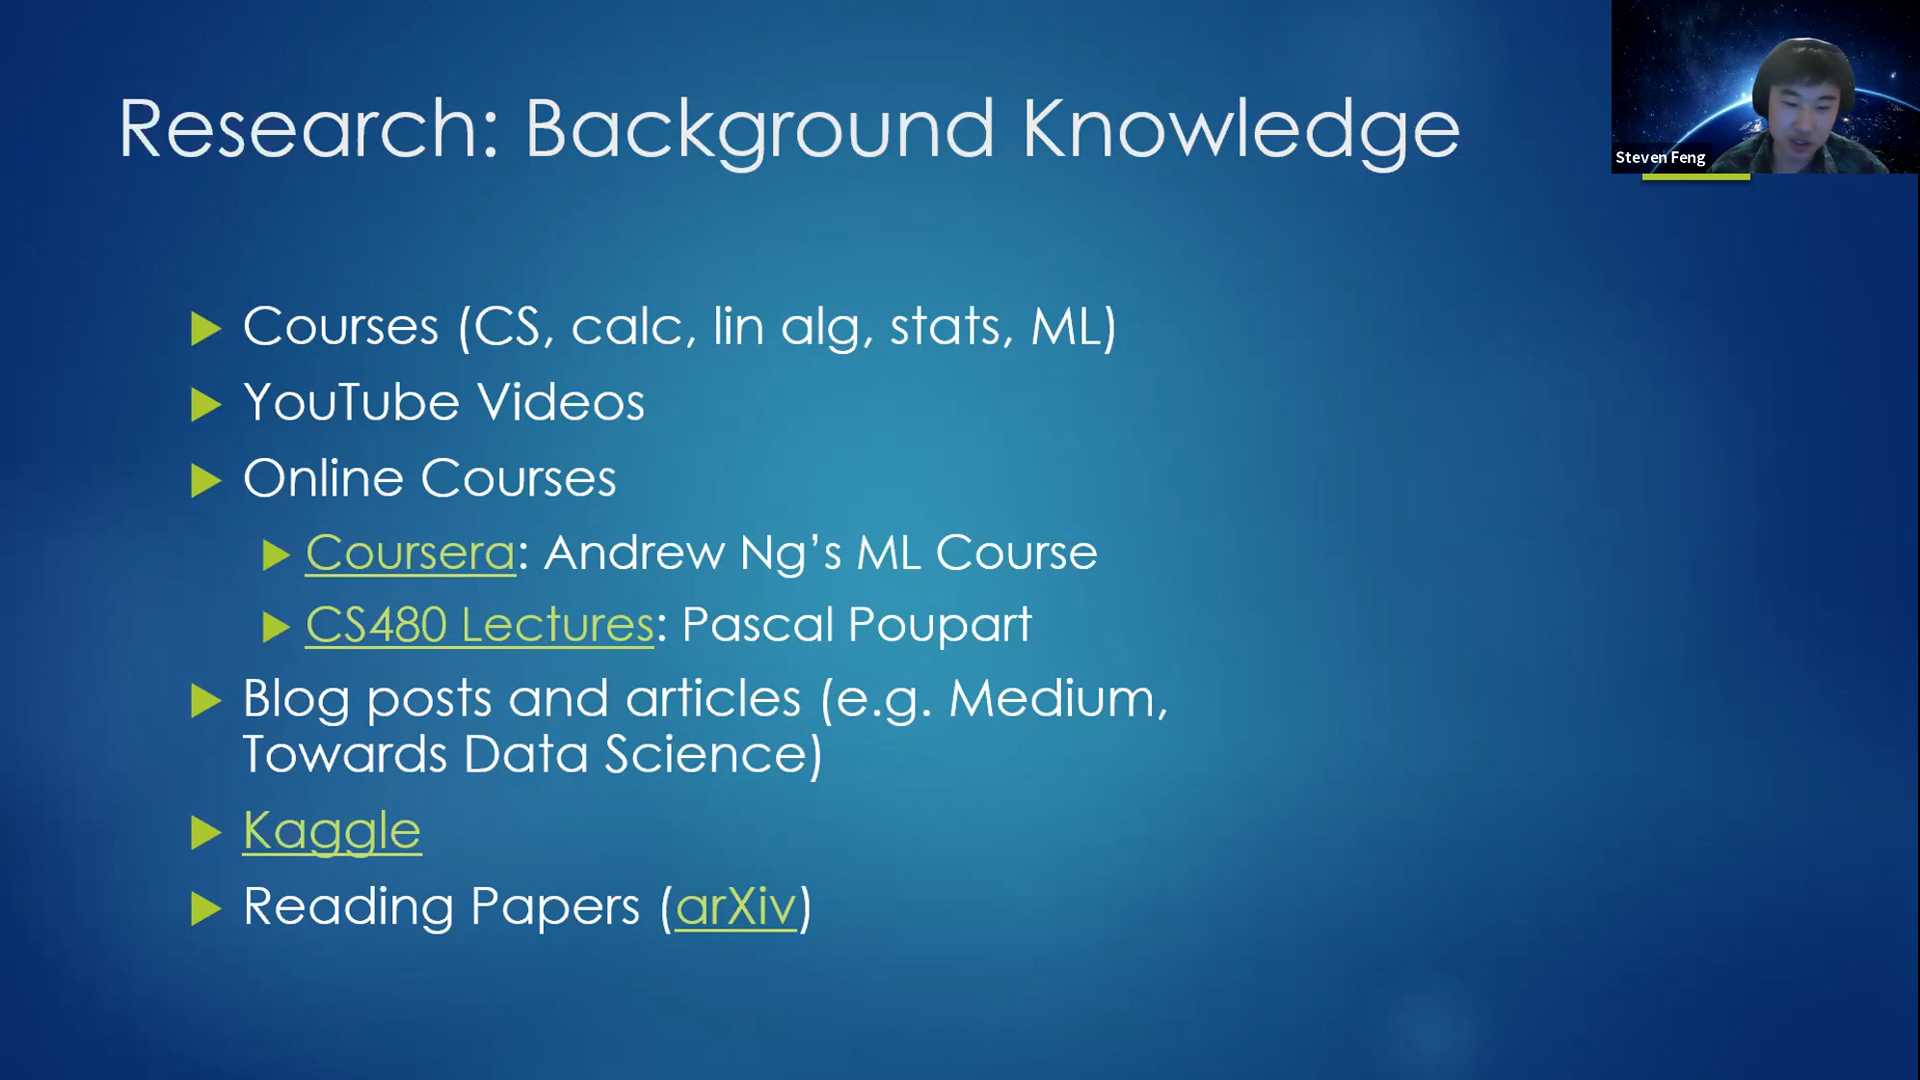 Research: Background Knowledge
Steven Feng
Courses (CS, calc, lin alg, stats, ML)
YouTube Videos
Online Courses
Coursera: Andrew Ng’s ML Course
CS480 Lectures: Pascal Poupart
Blog posts and articles (e.g. Medium,
Towards Data Science)
Kaggle
Reading Papers (arXiv)